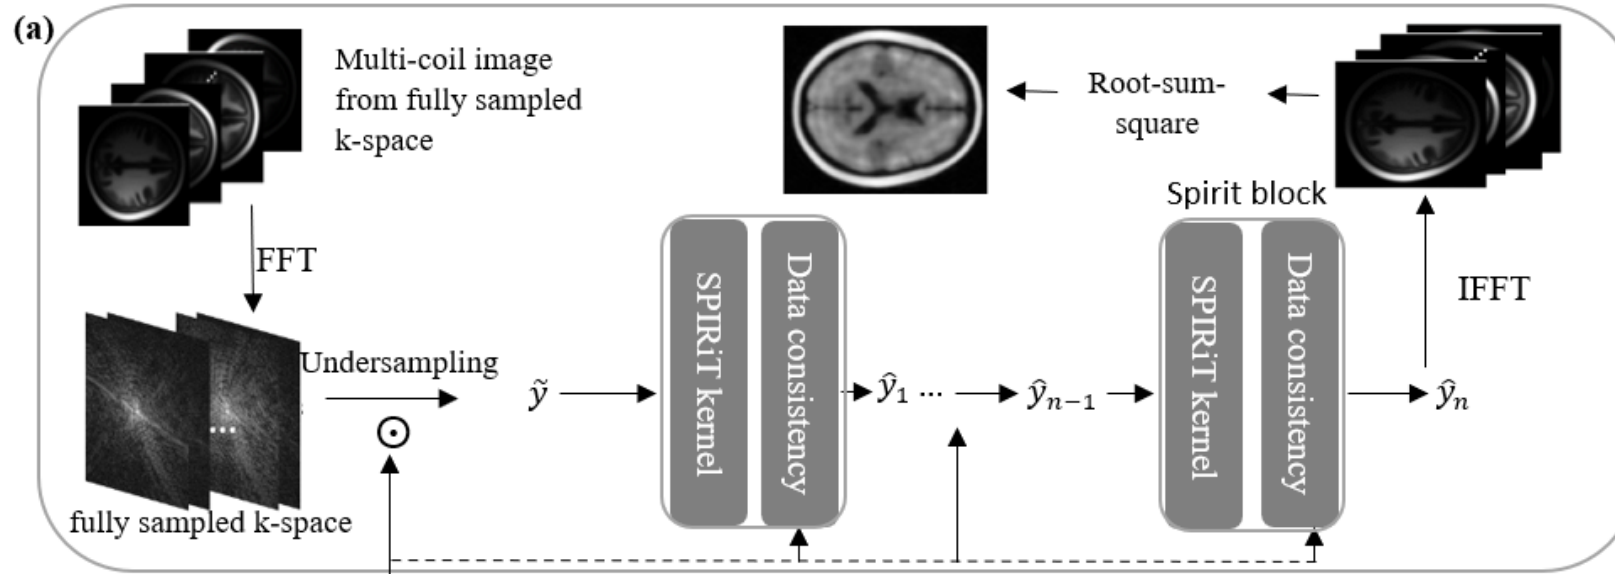 (a)
Multi-coil image
from fully sampled
k-space
Root-sum-
square
Spirit block
FFT
IFFT
SPIRiT kernel
Data consistency
SPIRiT kernel
Data consistency
Undersampling
ỹ
ŷ₁ ...
ŷₙ₋₁
ŷₙ
...
⊙
fully sampled k-space